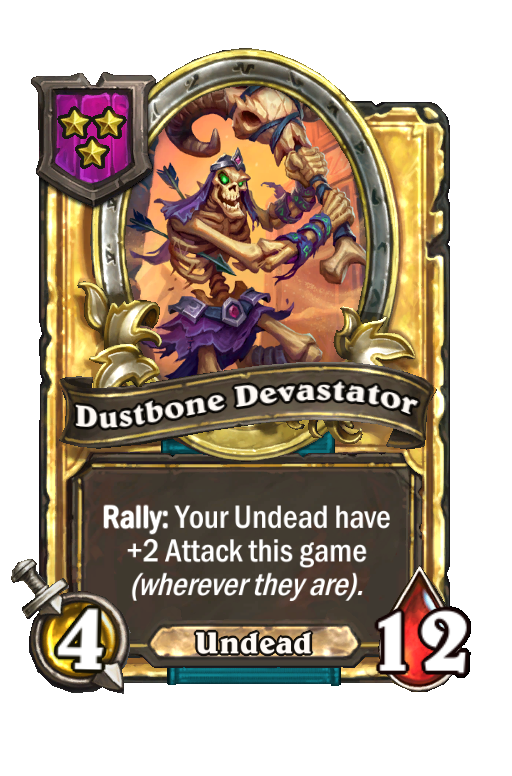 Dustbone Devastator
Rally: Your Undead have
+2 Attack this game
(wherever they are).
4
Undead
12